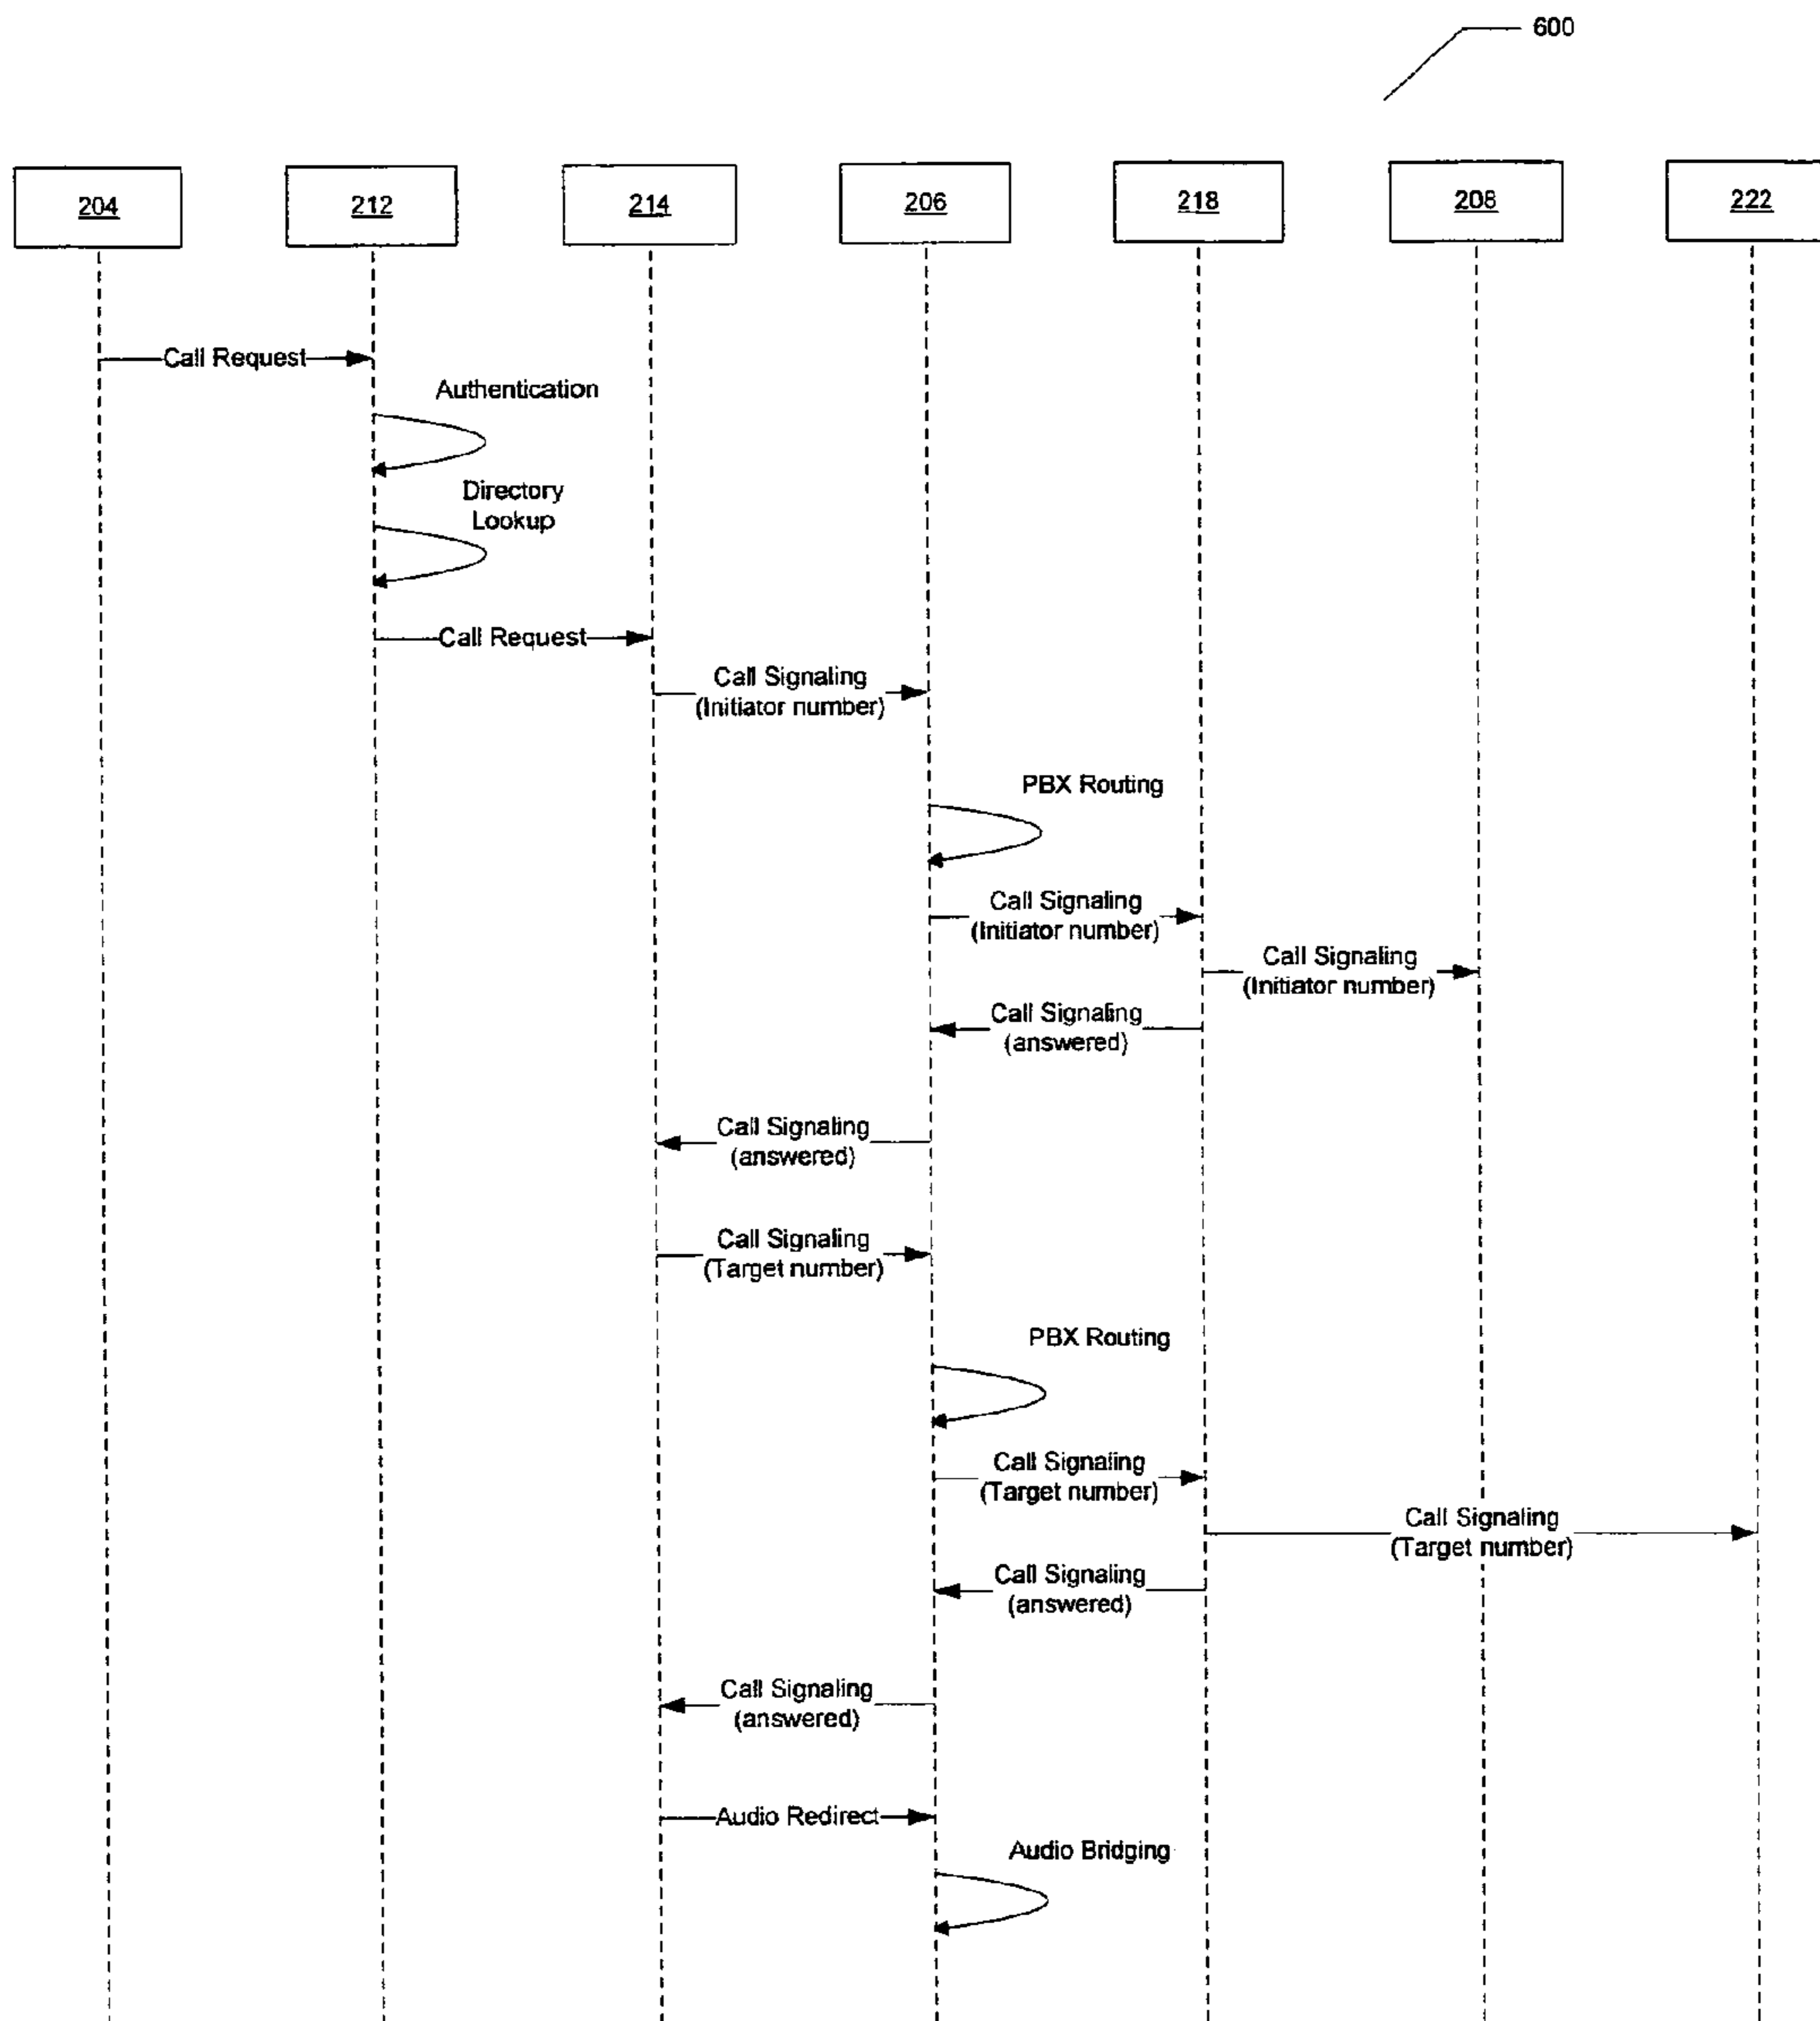 600
204
212
214
206
218
208
222
Call Request
Authentication
Directory
Lookup
Call Request
Call Signaling
(Initiator number)
PBX Routing
Call Signaling
(Initiator number)
Call Signaling
(Initiator number)
Call Signaling
(answered)
Call Signaling
(answered)
Call Signaling
(Target number)
PBX Routing
Call Signaling
(Target number)
Call Signaling
(Target number)
Call Signaling
(answered)
Call Signaling
(answered)
Audio Redirect
Audio Bridging